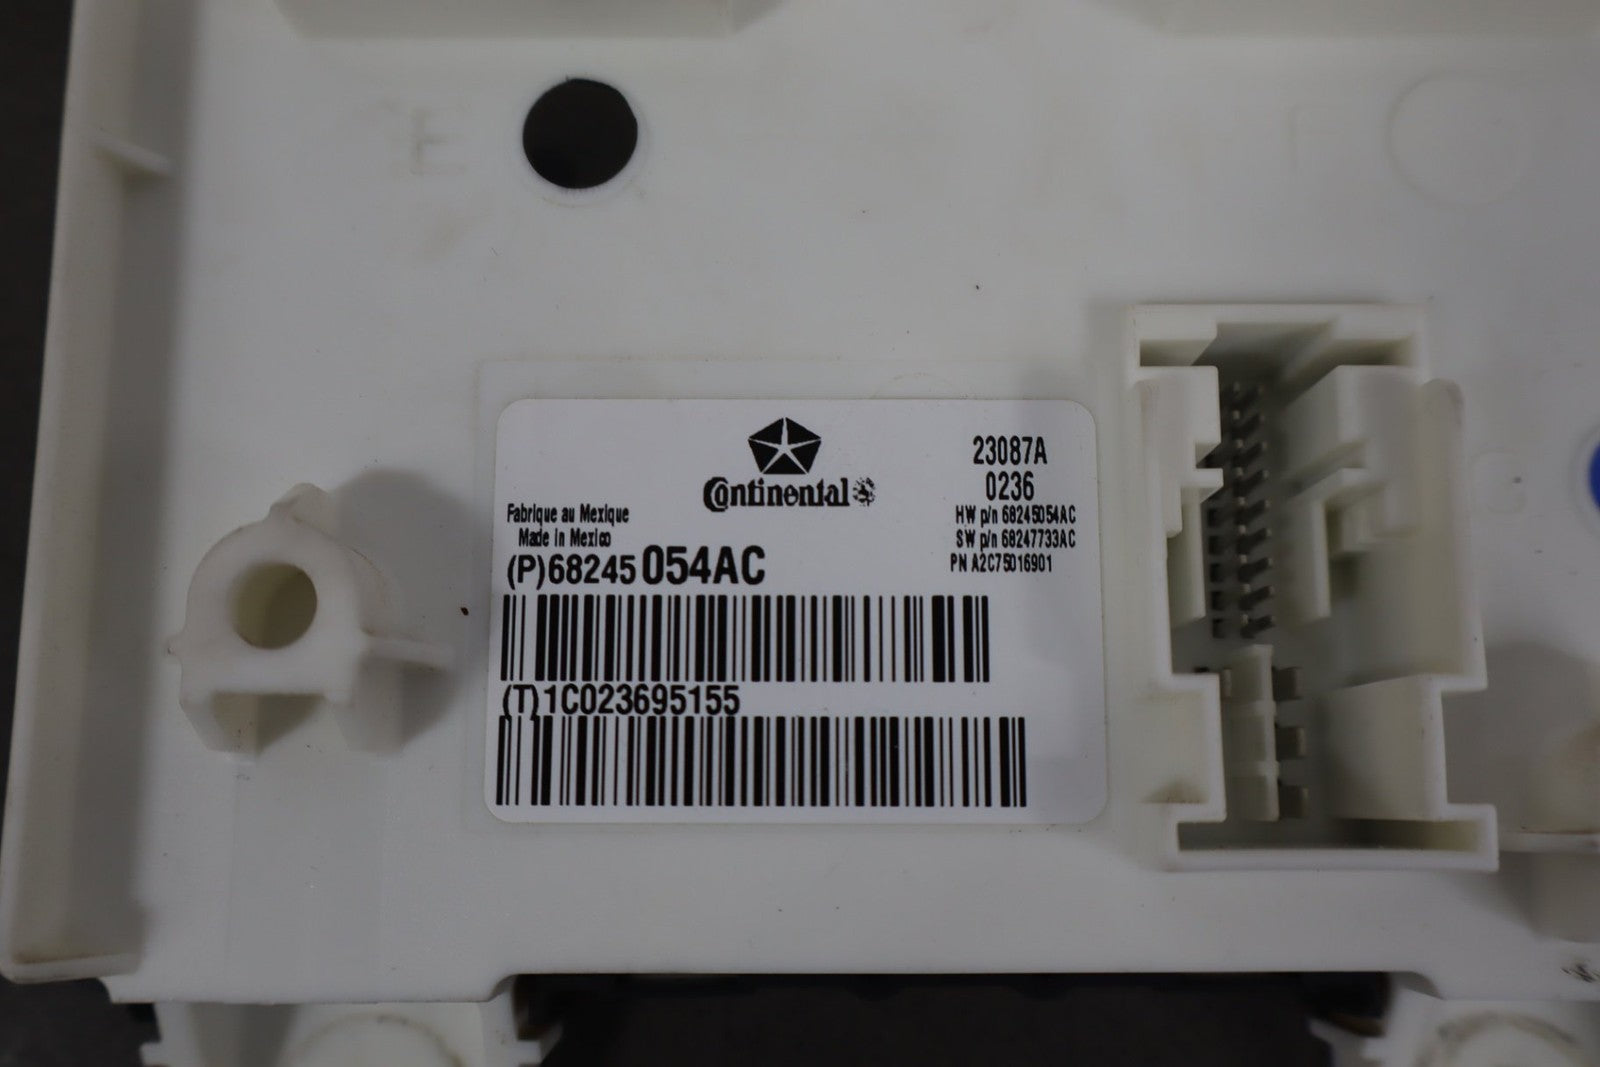 E
F
G
Continental
23087A
0236
Fabrique au Mexique
Made in Mexico
HW p/n 68245054AC
SW p/n 68247733AC
PN A2C75016901
(P)68245 054AC
(T)1C023695155